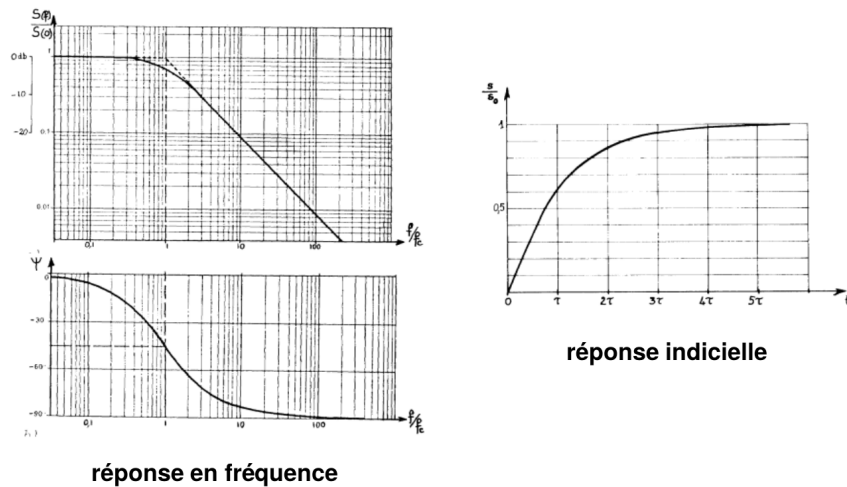 S(f)
S(0)
0db
1
-10
-20
0.1
0.01
0,1
1
10
100
f/fc
Ψ
0
-30
-60
-90
0,1
1
10
100
f/fc
réponse en fréquence
s
s₀
1
0,5
0
τ
2τ
3τ
4τ
5τ
t
réponse indicielle